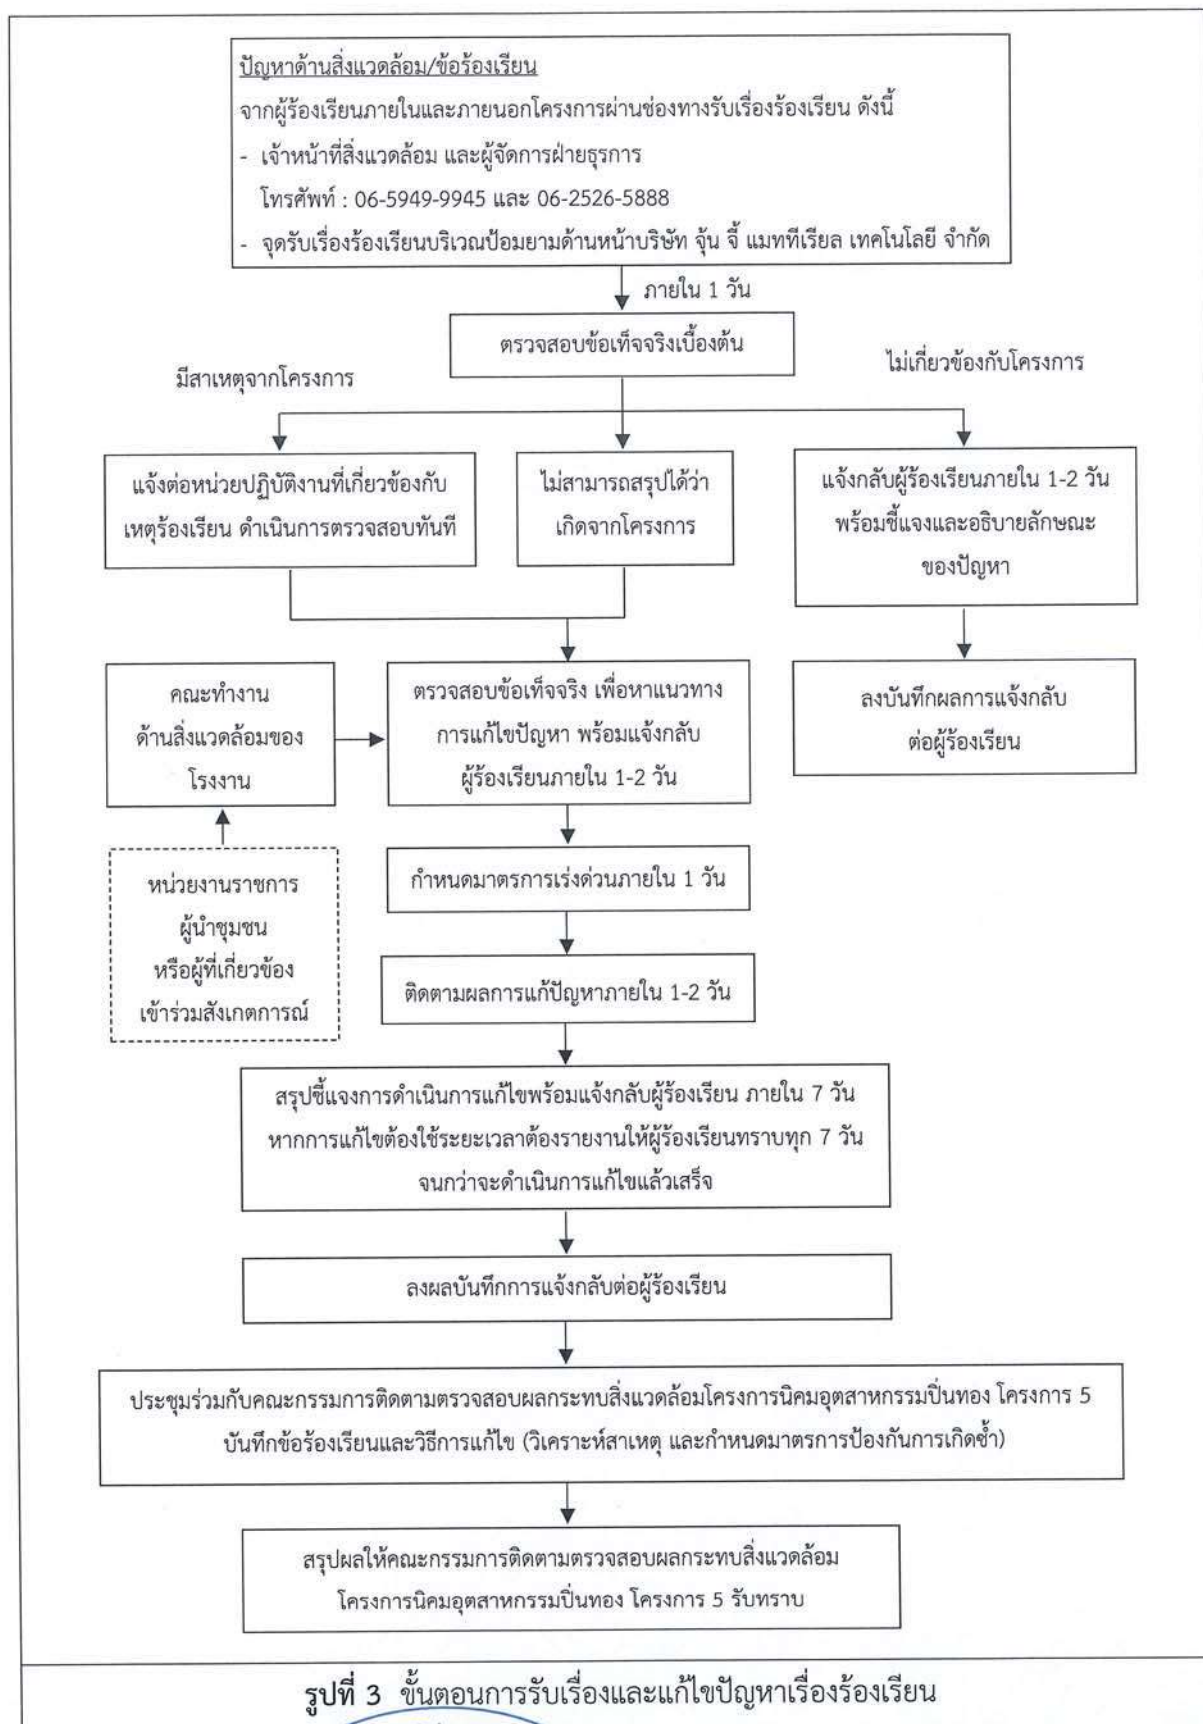 ปัญหาด้านสิ่งแวดล้อม/ข้อร้องเรียน
จากผู้ร้องเรียนภายในและภายนอกโครงการผ่านช่องทางรับเรื่องร้องเรียน ดังนี้
- เจ้าหน้าที่สิ่งแวดล้อม และผู้จัดการฝ่ายธุรการ
โทรศัพท์ : 06-5949-9945 และ 06-2526-5888
- จุดรับเรื่องร้องเรียนบริเวณป้อมยามด้านหน้าบริษัท จุ้น จี้ แมททีเรียล เทคโนโลยี จำกัด
ภายใน 1 วัน
ตรวจสอบข้อเท็จจริงเบื้องต้น
มีสาเหตุจากโครงการ
ไม่เกี่ยวข้องกับโครงการ
แจ้งต่อหน่วยปฏิบัติงานที่เกี่ยวข้องกับ
เหตุร้องเรียน ดำเนินการตรวจสอบทันที
ไม่สามารถสรุปได้ว่า
เกิดจากโครงการ
แจ้งกลับผู้ร้องเรียนภายใน 1-2 วัน
พร้อมชี้แจงและอธิบายลักษณะ
ของปัญหา
คณะทำงาน
ด้านสิ่งแวดล้อมของ
โรงงาน
ตรวจสอบข้อเท็จจริง เพื่อหาแนวทาง
การแก้ไขปัญหา พร้อมแจ้งกลับ
ผู้ร้องเรียนภายใน 1-2 วัน
ลงบันทึกผลการแจ้งกลับ
ต่อผู้ร้องเรียน
หน่วยงานราชการ
ผู้นำชุมชน
หรือผู้ที่เกี่ยวข้อง
เข้าร่วมสังเกตการณ์
กำหนดมาตรการเร่งด่วนภายใน 1 วัน
ติดตามผลการแก้ปัญหาภายใน 1-2 วัน
สรุปชี้แจงการดำเนินการแก้ไขพร้อมแจ้งกลับผู้ร้องเรียน ภายใน 7 วัน
หากการแก้ไขต้องใช้ระยะเวลาต้องรายงานให้ผู้ร้องเรียนทราบทุก 7 วัน
จนกว่าจะดำเนินการแก้ไขแล้วเสร็จ
ลงผลบันทึกการแจ้งกลับต่อผู้ร้องเรียน
ประชุมร่วมกับคณะกรรมการติดตามตรวจสอบผลกระทบสิ่งแวดล้อมโครงการนิคมอุตสาหกรรมปิ่นทอง โครงการ 5
บันทึกข้อร้องเรียนและวิธีการแก้ไข (วิเคราะห์สาเหตุ และกำหนดมาตรการป้องกันการเกิดซ้ำ)
สรุปผลให้คณะกรรมการติดตามตรวจสอบผลกระทบสิ่งแวดล้อม
โครงการนิคมอุตสาหกรรมปิ่นทอง โครงการ 5 รับทราบ
รูปที่ 3 ขั้นตอนการรับเรื่องและแก้ไขปัญหาเรื่องร้องเรียน